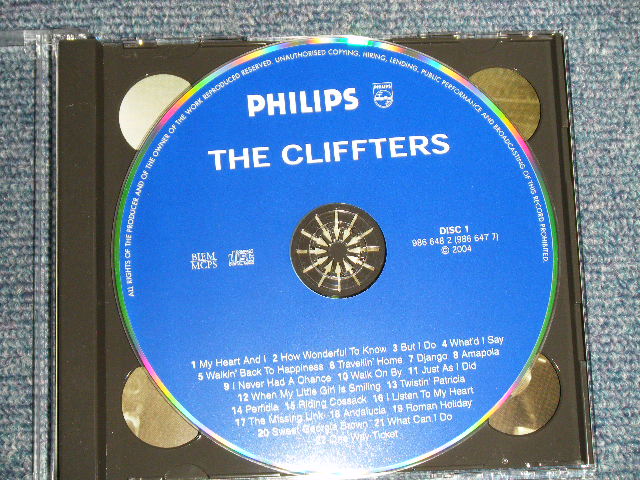 ALL RIGHTS OF THE PRODUCER AND OF THE OWNER OF THE WORK REPRODUCED RESERVED. UNAUTHORISED COPYING, HIRING, LENDING, PUBLIC PERFORMANCE AND BROADCASTING OF THIS RECORD PROHIBITED.
PHILIPS
PHILIPS
THE CLIFFTERS
DISC 1
986 648 2 (986 647 7)
© 2004
BIEM
MCPS
COMPACT
disc
DIGITAL AUDIO
1 My Heart And I 2 How Wonderful To Know 3 But I Do 4 What'd I Say
5 Walkin' Back To Happiness 6 Travellin' Home 7 Django 8 Amapola
9 I Never Had A Chance 10 Walk On By 11 Just As I Did
12 When My Little Girl Is Smiling 13 Twistin' Patricia
14 Perfidia 15 Riding Cossack 16 I Listen To My Heart
17 The Missing Link 18 Andalucia 19 Roman Holiday
20 Sweet Georgia Brown 21 What Can I Do
22 One Way Ticket